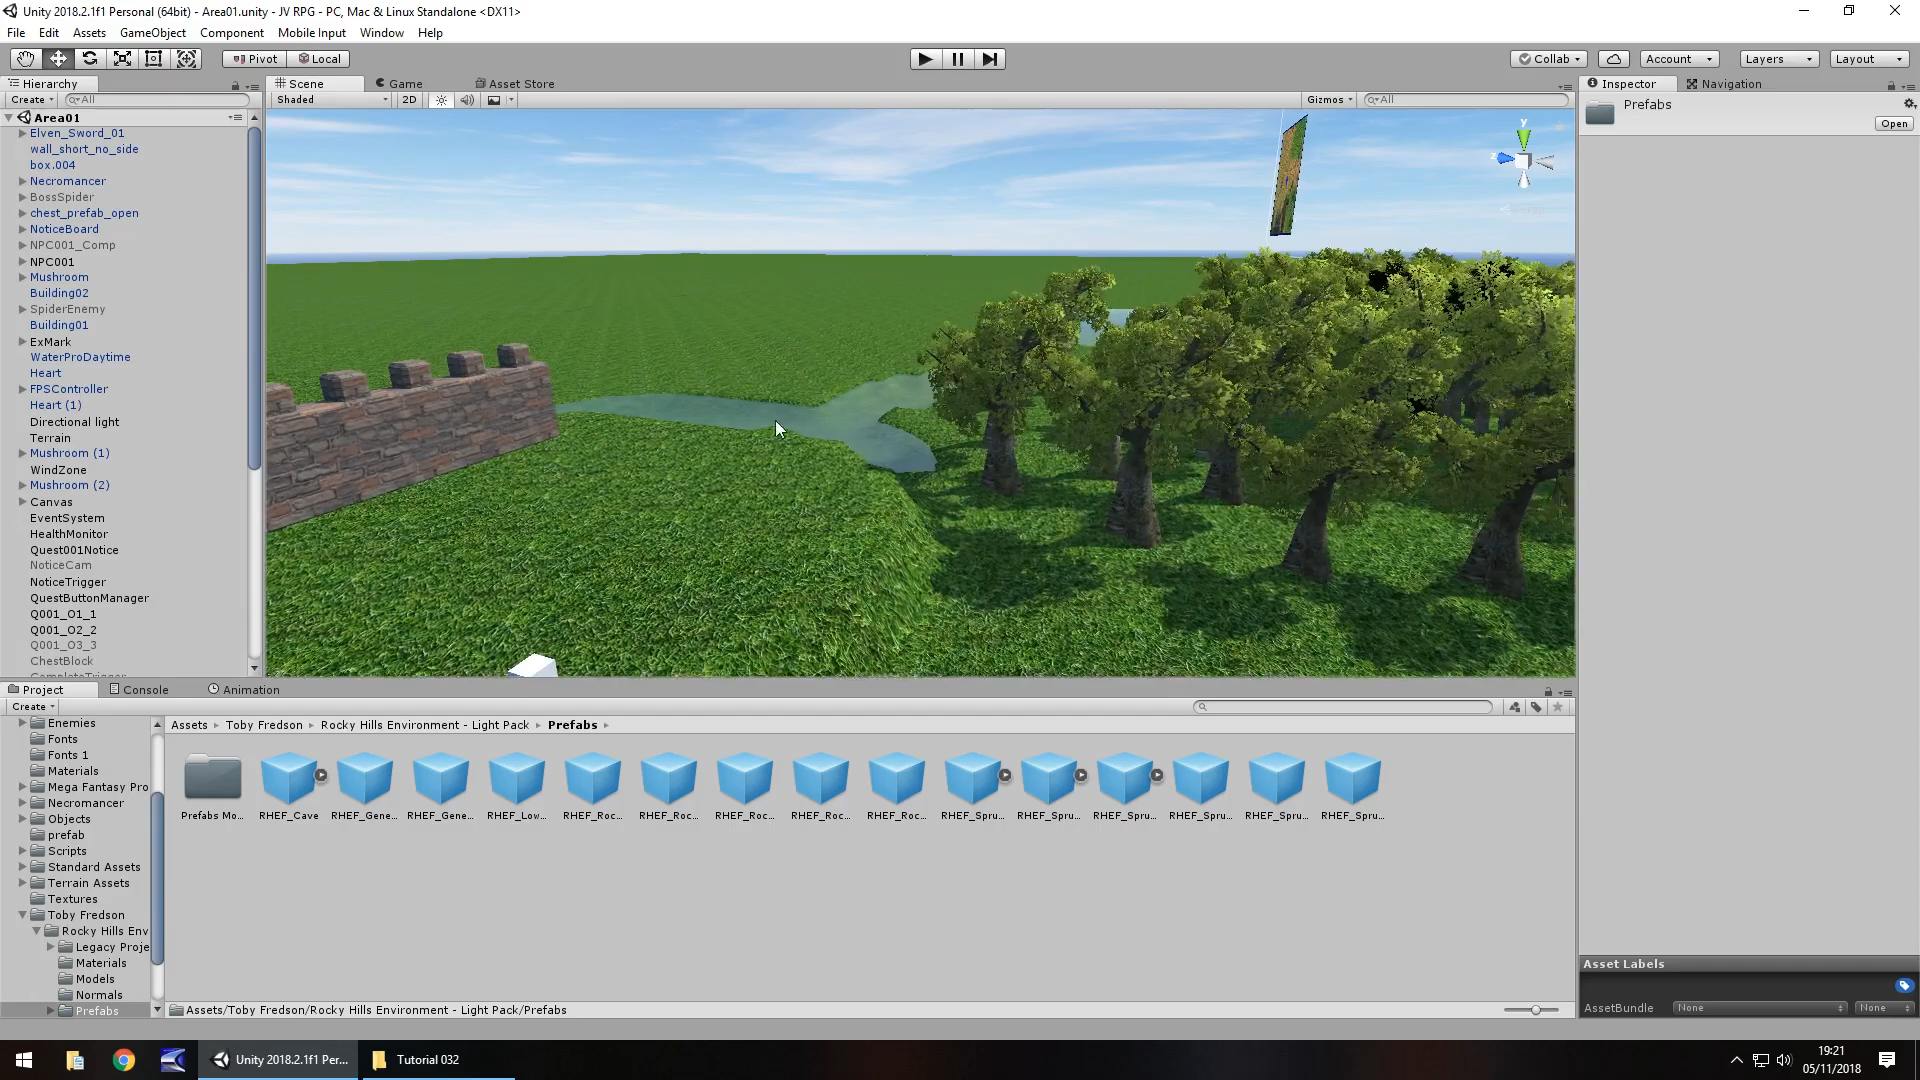 Unity 2018.2.1f1 Personal (64bit) - Area01.unity - JV RPG - PC, Mac & Linux Standalone <DX11>
File Edit Assets GameObject Component Mobile Input Window Help
Pivot Local Collab Account Layers Layout
Hierarchy
Create All
Area01
Elven_Sword_01
wall_short_no_side
box.004
Necromancer
BossSpider
chest_prefab_open
NoticeBoard
NPC001_Comp
NPC001
Mushroom
Building02
SpiderEnemy
Building01
ExMark
WaterProDaytime
Heart
FPSController
Heart (1)
Directional light
Terrain
Mushroom (1)
WindZone
Mushroom (2)
Canvas
EventSystem
HealthMonitor
Quest001Notice
NoticeCam
NoticeTrigger
QuestButtonManager
Q001_O1_1
Q001_O2_2
Q001_O3_3
ChestBlock
CompleteTrigger
Scene Game Asset Store
Shaded 2D Gizmos All
y
z
Inspector Navigation
Prefabs
Open
Project Console Animation
Create
Enemies
Fonts
Fonts 1
Materials
Mega Fantasy Pro
Necromancer
Objects
prefab
Scripts
Standard Assets
Terrain Assets
Textures
Toby Fredson
Rocky Hills Env
Legacy Proje
Materials
Models
Normals
Prefabs
Assets Toby Fredson Rocky Hills Environment - Light Pack Prefabs
Prefabs Mo... RHEF_Cave RHEF_Gene... RHEF_Gene... RHEF_Low... RHEF_Roc... RHEF_Roc... RHEF_Roc... RHEF_Roc... RHEF_Roc... RHEF_Spru... RHEF_Spru... RHEF_Spru... RHEF_Spru... RHEF_Spru... RHEF_Spru...
Assets/Toby Fredson/Rocky Hills Environment - Light Pack/Prefabs
Asset Labels
AssetBundle None None
Unity 2018.2.1f1 Per... Tutorial 032
19:21
05/11/2018